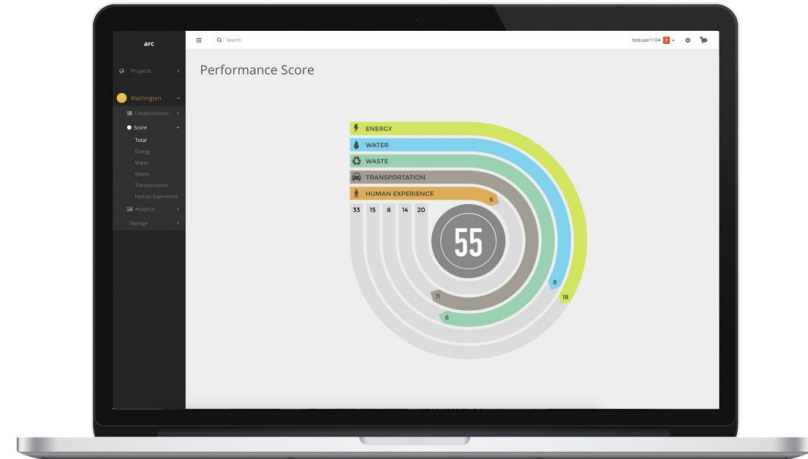 arc
Search
testuser1104
Projects
Performance Score
Washington
Credits/Actions
Score
Total
Energy
Water
Waste
Transportation
Human Experience
Analytics
Manage
ENERGY
WATER
WASTE
TRANSPORTATION
HUMAN EXPERIENCE
6
33 15 8 14 20
55
8
11
18
6